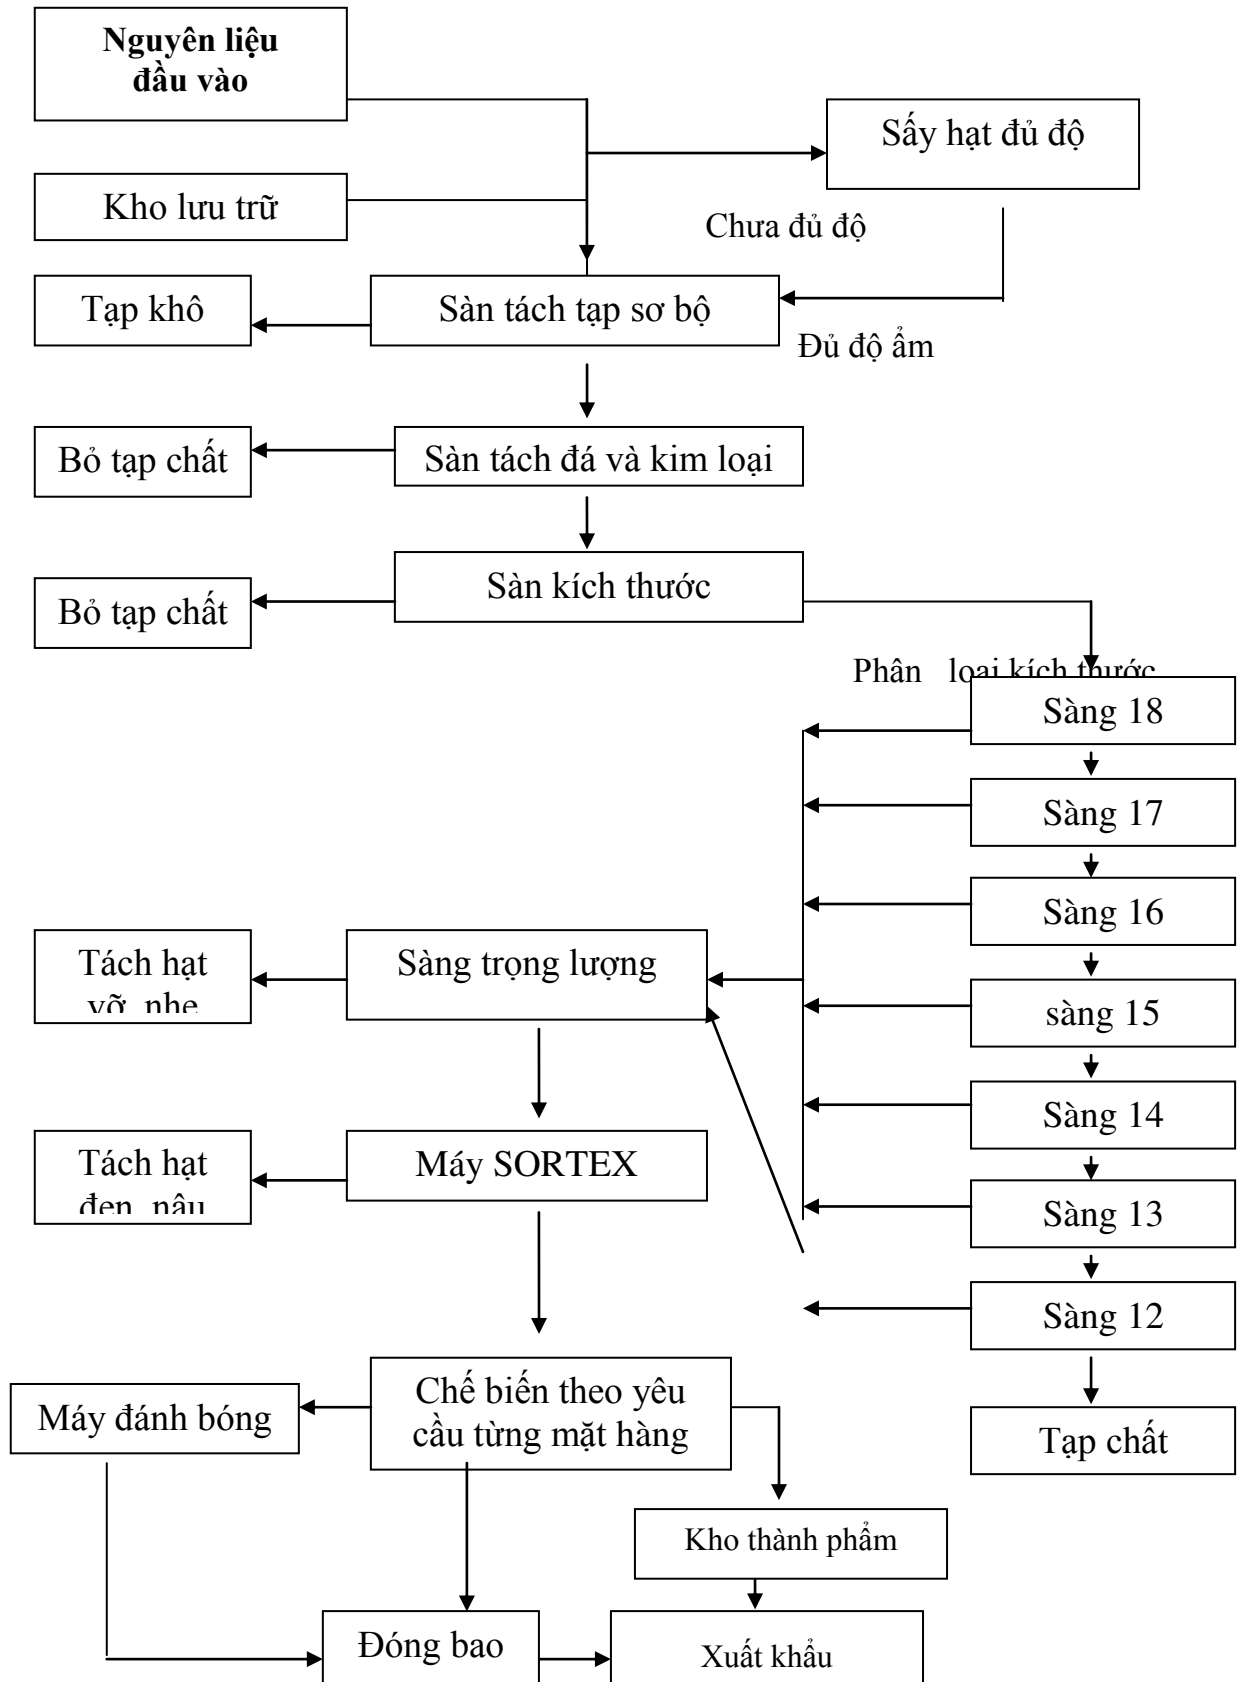 Nguyên liệu
đầu vào
Sấy hạt đủ độ
Kho lưu trữ
Chưa đủ độ
Tạp khô
Sàn tách tạp sơ bộ
Đủ độ ẩm
Bỏ tạp chất
Sàn tách đá và kim loại
Sàn kích thước
Bỏ tạp chất
Phân loại kích thước
Sàng 18
Sàng 17
Sàng 16
Tách hạt
vỡ, nhẹ
Sàng trọng lượng
sàng 15
Sàng 14
Tách hạt
đen, nâu
Máy SORTEX
Sàng 13
Sàng 12
Chế biến theo yêu
cầu từng mặt hàng
Máy đánh bóng
Tạp chất
Kho thành phẩm
Đóng bao
Xuất khẩu